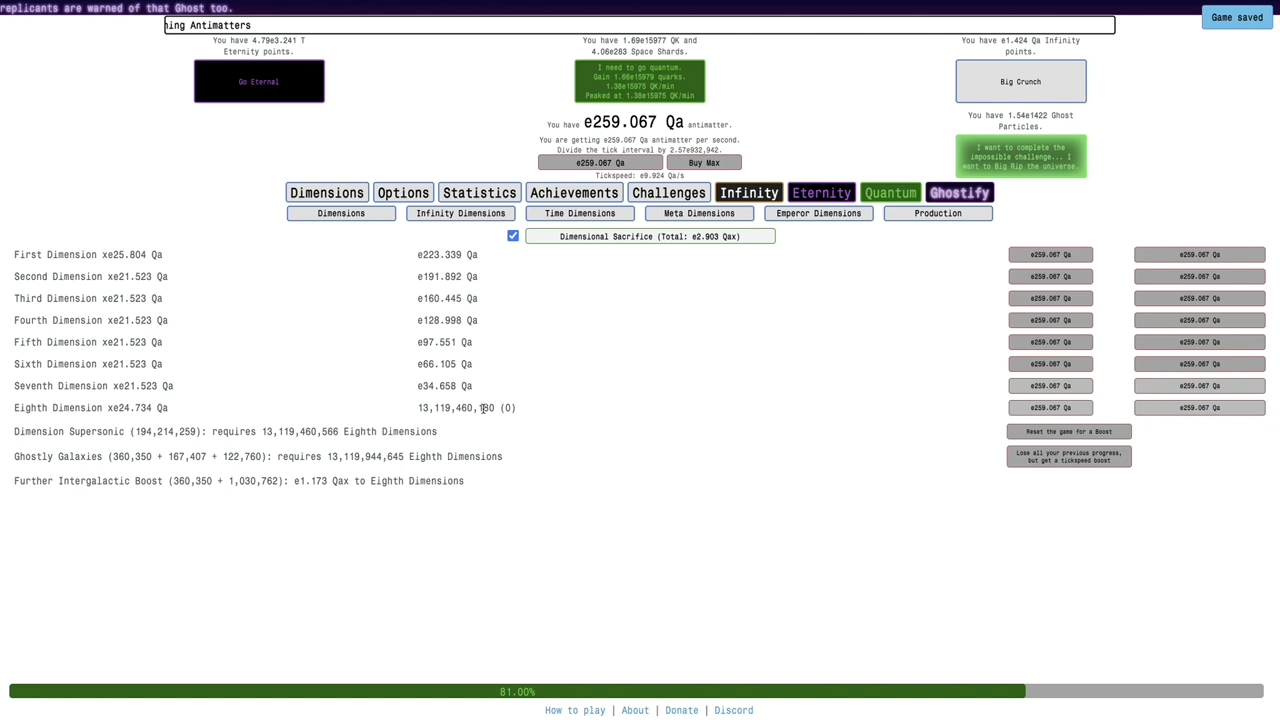 replicants are warned of that Ghost too.
Game saved
ning Antimatters
You have 4.79e3.241 T
Eternity points.
Go Eternal
You have 1.69e15977 QK and
4.06e283 Space Shards.
I need to go quantum.
Gain 1.66e15979 quarks.
1.38e15975 QK/min
Peaked at 1.38e15975 QK/min
You have e1.424 Qa Infinity
points.
Big Crunch
You have 1.54e1422 Ghost
Particles.
I want to complete the
impossible challenge... I
want to Big Rip the universe.
You have e259.067 Qa antimatter.
You are getting e259.067 Qa antimatter per second.
Divide the tick interval by 2.57e932,942.
e259.067 Qa Buy Max
Tickspeed: e9.924 Qa/s
Dimensions Options Statistics Achievements Challenges Infinity Eternity Quantum Ghostify
Dimensions Infinity Dimensions Time Dimensions Meta Dimensions Emperor Dimensions Production
Dimensional Sacrifice (Total: e2.903 Qax)
First Dimension xe25.804 Qa e223.339 Qa e259.067 Qa e259.067 Qa
Second Dimension xe21.523 Qa e191.892 Qa e259.067 Qa e259.067 Qa
Third Dimension xe21.523 Qa e160.445 Qa e259.067 Qa e259.067 Qa
Fourth Dimension xe21.523 Qa e128.998 Qa e259.067 Qa e259.067 Qa
Fifth Dimension xe21.523 Qa e97.551 Qa e259.067 Qa e259.067 Qa
Sixth Dimension xe21.523 Qa e66.105 Qa e259.067 Qa e259.067 Qa
Seventh Dimension xe21.523 Qa e34.658 Qa e259.067 Qa e259.067 Qa
Eighth Dimension xe24.734 Qa (0) e259.067 Qa e259.067 Qa
Dimension Supersonic (194,214,259): requires 13,119,460,566 Eighth Dimensions Reset the game for a Boost
Ghostly Galaxies (360,350 + 167,407 + 122,760): requires 13,119,944,645 Eighth Dimensions
Lose all your previous progress,
but get a tickspeed boost
Further Intergalactic Boost (360,350 + 1,030,762): e1.173 Qax to Eighth Dimensions
81.00%
How to play | About | Donate | Discord